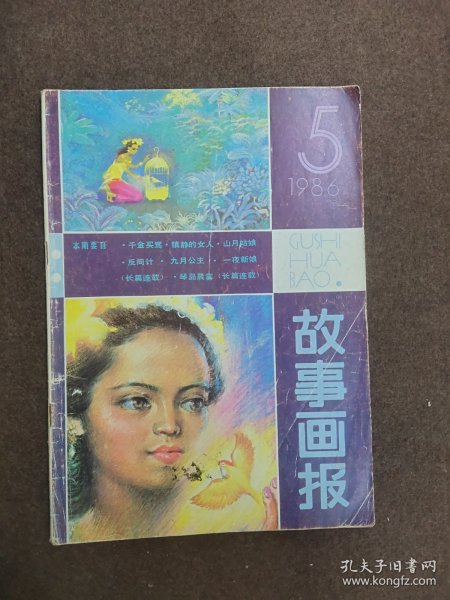 5
1986
本期要目
·千金买骂·镇静的女人·山月姑娘
·反间计·九月公主·一夜新娘
(长篇连载)·琴岛晨雾(长篇连载)
GUSHI
HUA
BAO.
故事画报
孔夫子旧书网
www.kongfz.com